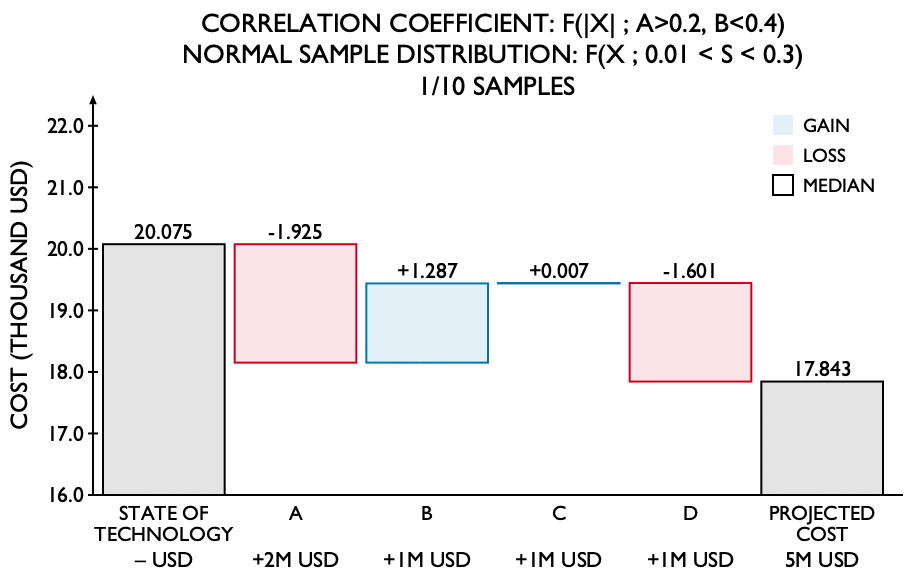 CORRELATION COEFFICIENT: F(|X| ; A>0.2, B<0.4)
NORMAL SAMPLE DISTRIBUTION: F(X ; 0.01 < S < 0.3)
1/10 SAMPLES
COST (THOUSAND USD)
22.0
21.0
20.0
19.0
18.0
17.0
16.0
GAIN
LOSS
MEDIAN
20.075
-1.925
+1.287
+0.007
-1.601
17.843
STATE OF
TECHNOLOGY
– USD
A
+2M USD
B
+1M USD
C
+1M USD
D
+1M USD
PROJECTED
COST
5M USD